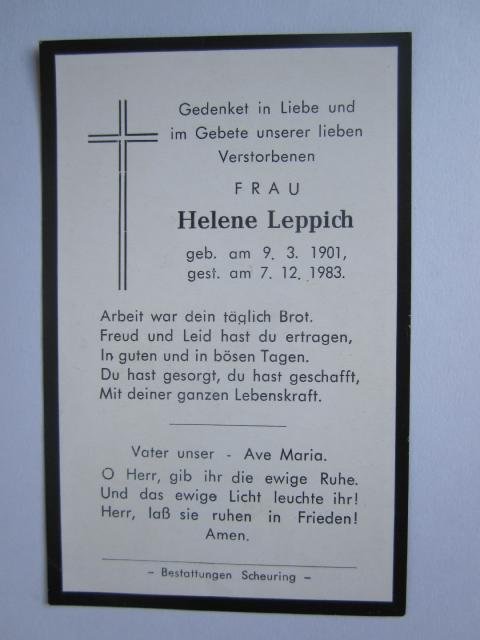 Gedenket in Liebe und
im Gebete unserer lieben
Verstorbenen
FRAU
Helene Leppich
geb. am 9. 3. 1901,
gest. am 7. 12. 1983.
Arbeit war dein täglich Brot.
Freud und Leid hast du ertragen,
In guten und in bösen Tagen.
Du hast gesorgt, du hast geschafft,
Mit deiner ganzen Lebenskraft.
Vater unser - Ave Maria.
O Herr, gib ihr die ewige Ruhe.
Und das ewige Licht leuchte ihr!
Herr, laß sie ruhen in Frieden!
Amen.
- Bestattungen Scheuring -